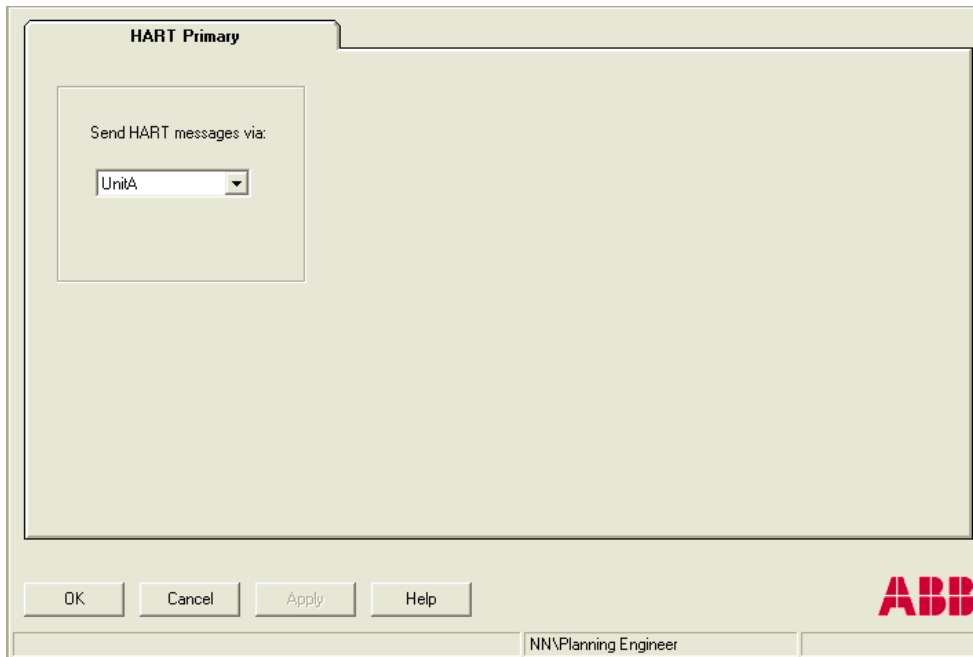 HART Primary
Send HART messages via:
UnitA
OK
Cancel
Apply
Help
ABB
NN\Planning Engineer